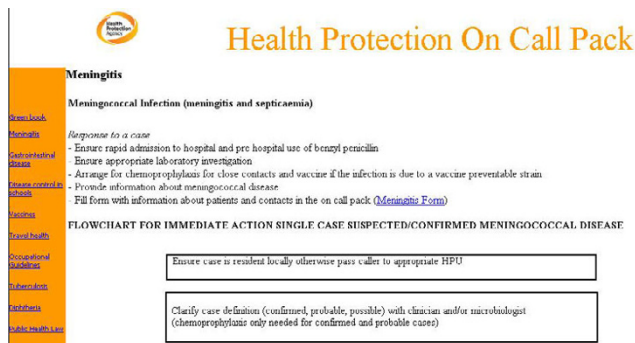 Health
Protection
Agency
Health Protection On Call Pack
Meningitis
Meningococcal Infection (meningitis and septicaemia)
Green book
Meningitis
Gastrointestinal
disease
Disease control in
schools
Vaccines
Travel health
Occupational
Guidelines
Tuberculosis
Diphtheria
Public Health Law
Response to a case
- Ensure rapid admission to hospital and pre hospital use of benzyl penicillin
- Ensure appropriate laboratory investigation
- Arrange for chemoprophylaxis for close contacts and vaccine if the infection is due to a vaccine preventable strain
- Provide information about meningococcal disease
- Fill form with information about patients and contacts in the on call pack (Meningitis Form)
FLOWCHART FOR IMMEDIATE ACTION SINGLE CASE SUSPECTED/CONFIRMED MENINGOCOCCAL DISEASE
Ensure case is resident locally otherwise pass caller to appropriate HPU
Clarify case definition (confirmed, probable, possible) with clinician and/or microbiologist
(chemoprophylaxis only needed for confirmed and probable cases)